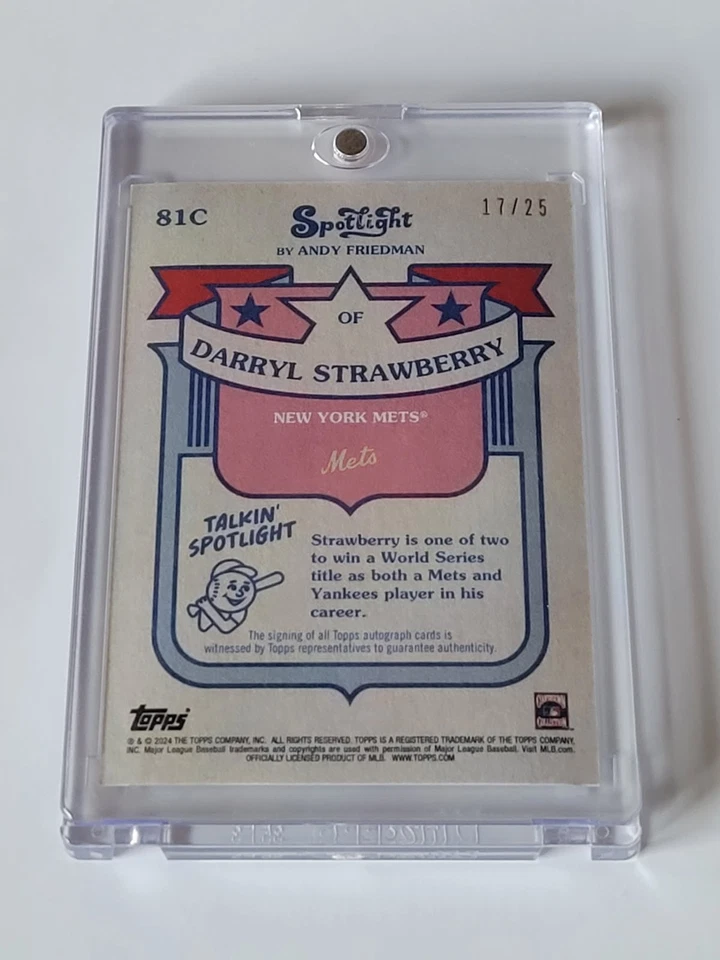 81C
Spotlight
17/25
BY ANDY FRIEDMAN
OF
DARRYL STRAWBERRY
NEW YORK METS®
Mets
TALKIN'
SPOTLIGHT
Strawberry is one of two
to win a World Series
title as both a Mets and
Yankees player in his
career.
The signing of all Topps autograph cards is
witnessed by Topps representatives to guarantee authenticity.
Topps
® & © 2024 THE TOPPS COMPANY, INC. ALL RIGHTS RESERVED. TOPPS IS A REGISTERED TRADEMARK OF THE TOPPS COMPANY,
INC. Major League Baseball trademarks and copyrights are used with permission of Major League Baseball. Visit MLB.com.
OFFICIALLY LICENSED PRODUCT OF MLB. WWW.TOPPS.COM